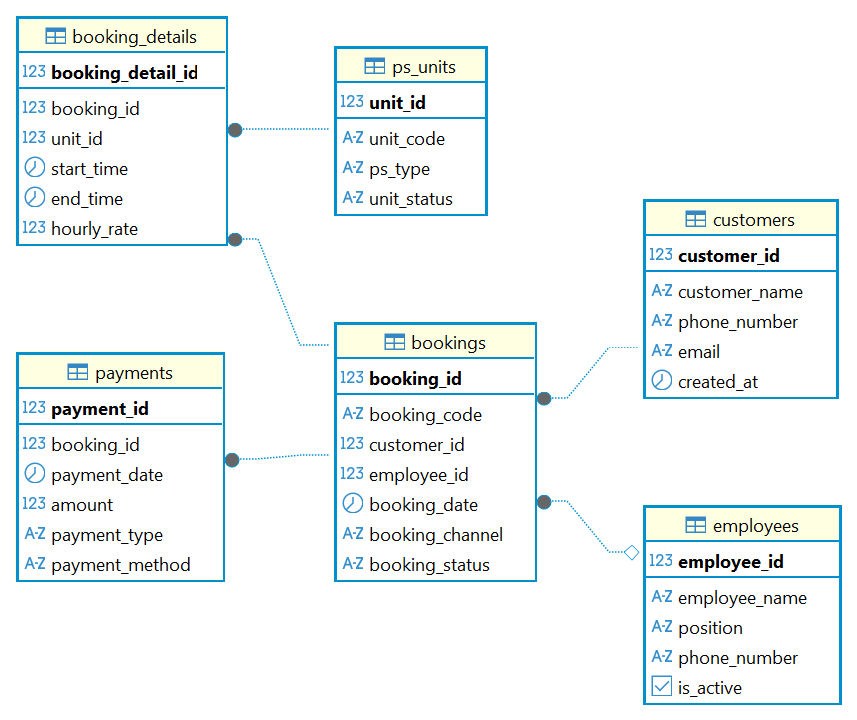 booking_details
123 booking_detail_id
123 booking_id
123 unit_id
start_time
end_time
123 hourly_rate
ps_units
123 unit_id
A-Z unit_code
A-Z ps_type
A-Z unit_status
customers
123 customer_id
A-Z customer_name
A-Z phone_number
A-Z email
created_at
bookings
123 booking_id
A-Z booking_code
123 customer_id
123 employee_id
booking_date
A-Z booking_channel
A-Z booking_status
payments
123 payment_id
123 booking_id
payment_date
123 amount
A-Z payment_type
A-Z payment_method
employees
123 employee_id
A-Z employee_name
A-Z position
A-Z phone_number
is_active